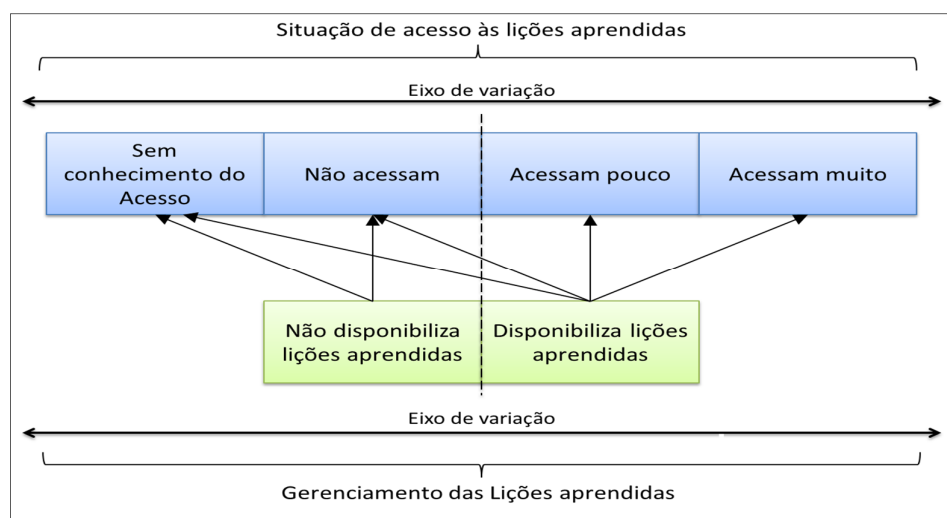 Situação de acesso às lições aprendidas
Eixo de variação
Sem
conhecimento do
Acesso
Não acessam
Acessam pouco
Acessam muito
Não disponibiliza
lições aprendidas
Disponibiliza lições
aprendidas
Eixo de variação
Gerenciamento das Lições aprendidas